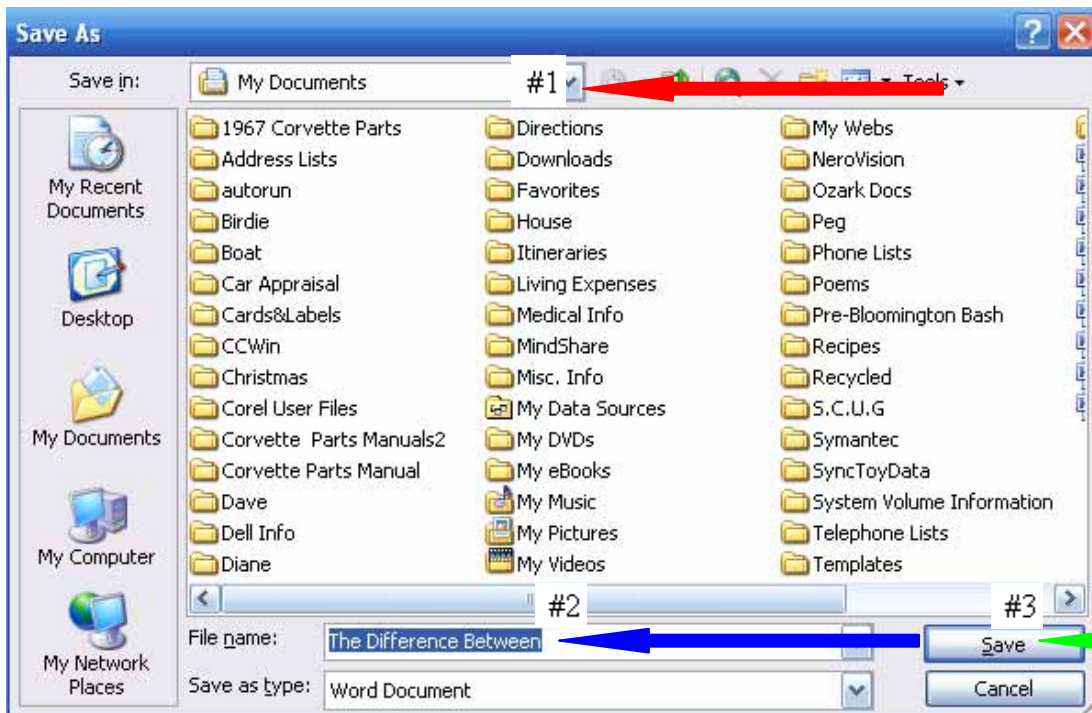 Save As
Save in:
My Documents
#1
Tools
My Recent
Documents
Desktop
My Documents
My Computer
My Network
Places
1967 Corvette Parts
Address Lists
autorun
Birdie
Boat
Car Appraisal
Cards&Labels
CCWin
Christmas
Corel User Files
Corvette Parts Manuals2
Corvette Parts Manual
Dave
Dell Info
Diane
Directions
Downloads
Favorites
House
Itineraries
Living Expenses
Medical Info
MindShare
Misc. Info
My Data Sources
My DVDs
My eBooks
My Music
My Pictures
My Videos
My Webs
NeroVision
Ozark Docs
Peg
Phone Lists
Poems
Pre-Bloomington Bash
Recipes
Recycled
S.C.U.G
Symantec
SyncToyData
System Volume Information
Telephone Lists
Templates
#2
#3
File name:
The Difference Between
Save
Save as type:
Word Document
Cancel